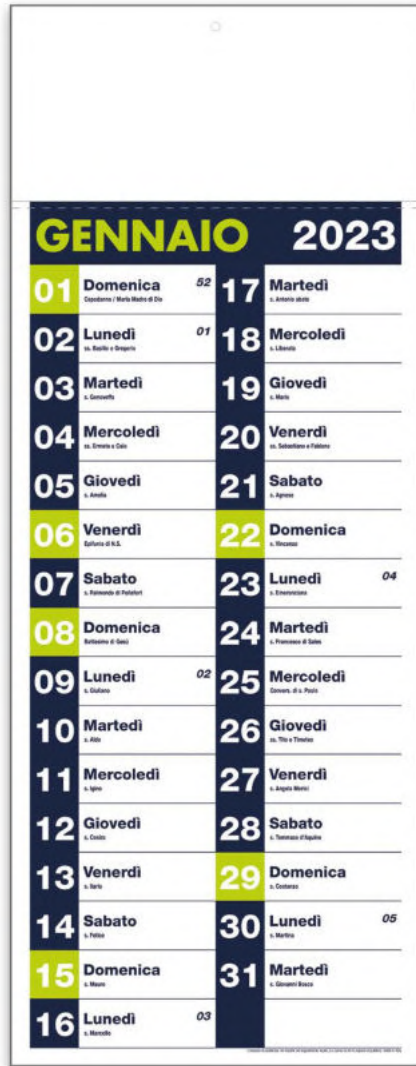 GENNAIO 2023
01 Domenica 52
Capodanno / Maria Madre di Dio
02 Lunedì 01
ss. Basilio e Gregorio
03 Martedì
s. Genoveffa
04 Mercoledì
ss. Ermete e Caio
05 Giovedì
s. Amelia
06 Venerdì
Epifania di N.S.
07 Sabato
s. Raimondo di Peñafort
08 Domenica
Battesimo di Gesù
09 Lunedì 02
s. Giuliano
10 Martedì
s. Aldo
11 Mercoledì
s. Igino
12 Giovedì
s. Cesira
13 Venerdì
s. Ilario
14 Sabato
s. Felice
15 Domenica
s. Mauro
16 Lunedì 03
s. Marcello
17 Martedì
s. Antonio abate
18 Mercoledì
s. Liberata
19 Giovedì
s. Mario
20 Venerdì
ss. Sebastiano e Fabiano
21 Sabato
s. Agnese
22 Domenica
s. Vincenzo
23 Lunedì 04
s. Emerenziana
24 Martedì
s. Francesco di Sales
25 Mercoledì
Convers. di s. Paolo
26 Giovedì
ss. Tito e Timoteo
27 Venerdì
s. Angela Merici
28 Sabato
s. Tommaso d'Aquino
29 Domenica
s. Costanzo
30 Lunedì 05
s. Martina
31 Martedì
s. Giovanni Bosco